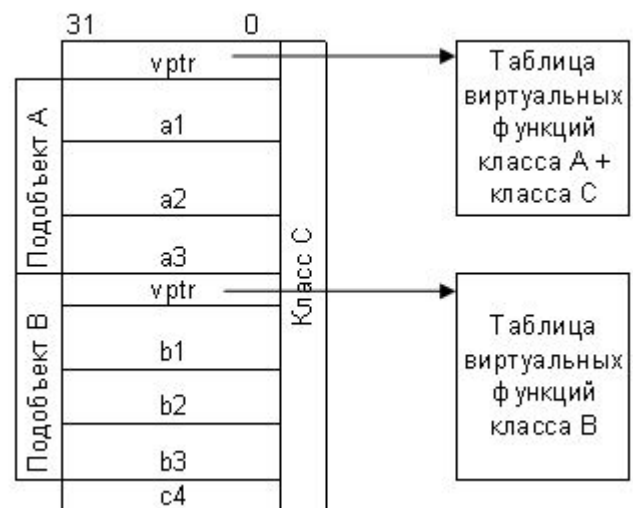 31 0
vptr
a1
a2
a3
vptr
b1
b2
b3
c4
Подобъект А
Подобъект В
Класс С
Таблица
виртуальных
функций
класса А +
класса С
Таблица
виртуальных
функций
класса В